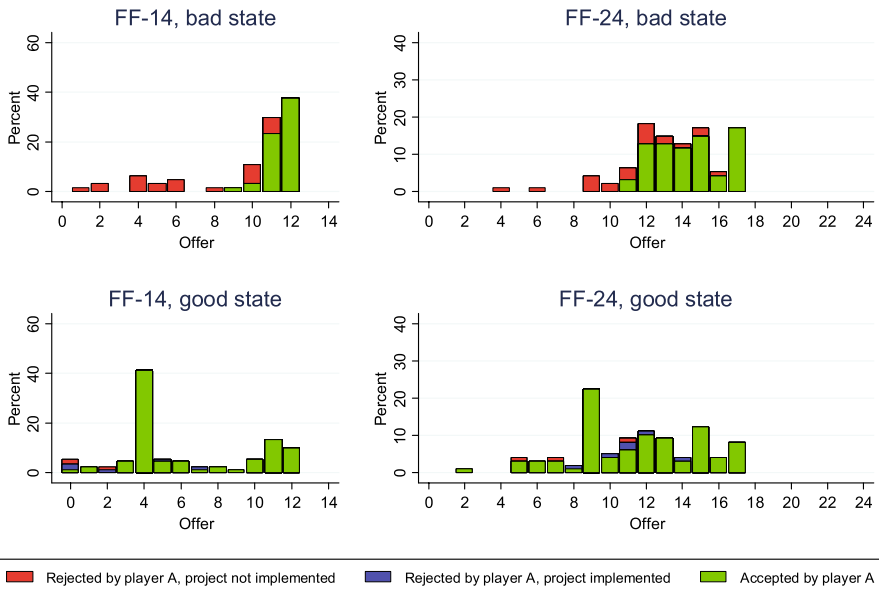 FF-14, bad state
Percent
60
40
20
0
0 2 4 6 8 10 12 14
Offer
FF-24, bad state
Percent
40
30
20
10
0
0 2 4 6 8 10 12 14 16 18 20 22 24
Offer
FF-14, good state
Percent
60
40
20
0
0 2 4 6 8 10 12 14
Offer
FF-24, good state
Percent
40
30
20
10
0
0 2 4 6 8 10 12 14 16 18 20 22 24
Offer
Rejected by player A, project not implemented
Rejected by player A, project implemented
Accepted by player A